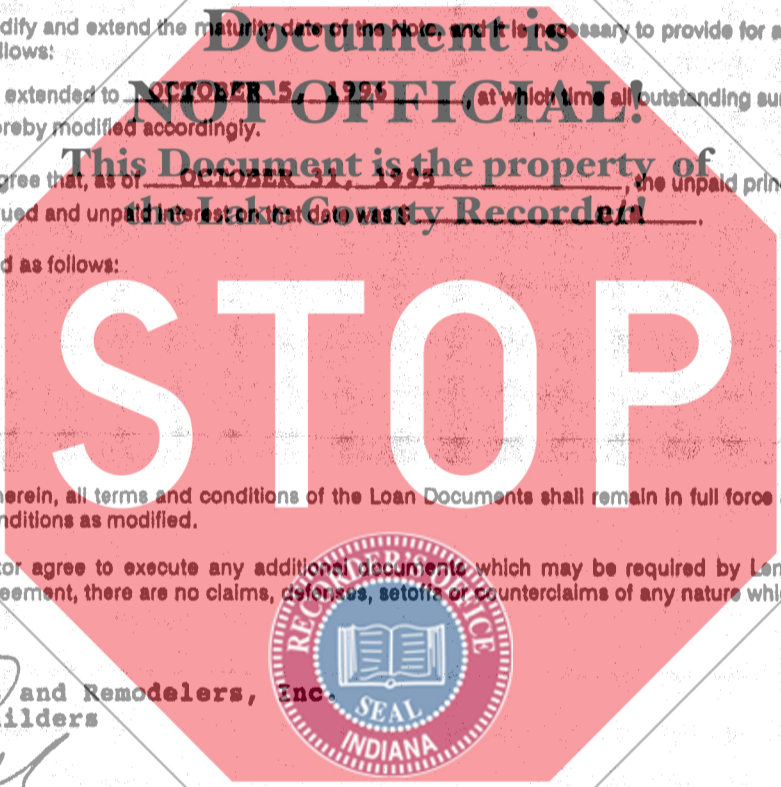 dify and extend the maturity date of the Note, and it is necessary to provide for a
llows:
Document is
extended to OCTOBER 5, 1996, at which time all outstanding su
NOT OFFICIAL!
ereby modified accordingly.
This Document is the property of
gree that, as of OCTOBER 31, 1995, the unpaid prin
the Lake County Recorder!
ued and unpaid interest on that date was $ n/a.
d as follows:
STOP
herein, all terms and conditions of the Loan Documents shall remain in full force
nditions as modified.
tor agree to execute any additional documents which may be required by Len
eement, there are no claims, defenses, setoffs or counterclaims of any nature whi
RECORDER'S OFFICE
SEAL
INDIANA
and Remodelers, Inc.
ilders